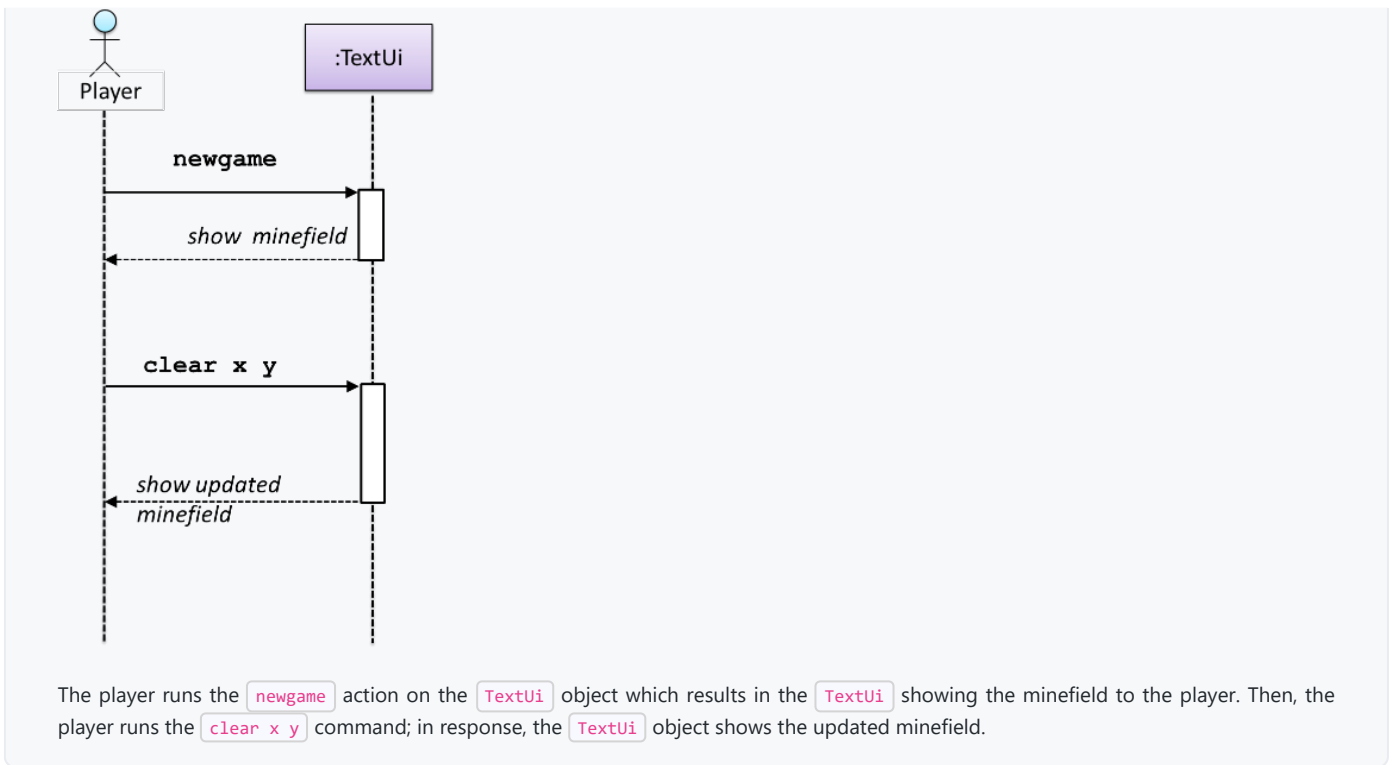 :TextUi
Player
newgame
show minefield
clear x y
show updated
minefield
The player runs the newgame action on the TextUi object which results in the TextUi showing the minefield to the player. Then, the
player runs the clear x y command; in response, the TextUi object shows the updated minefield.